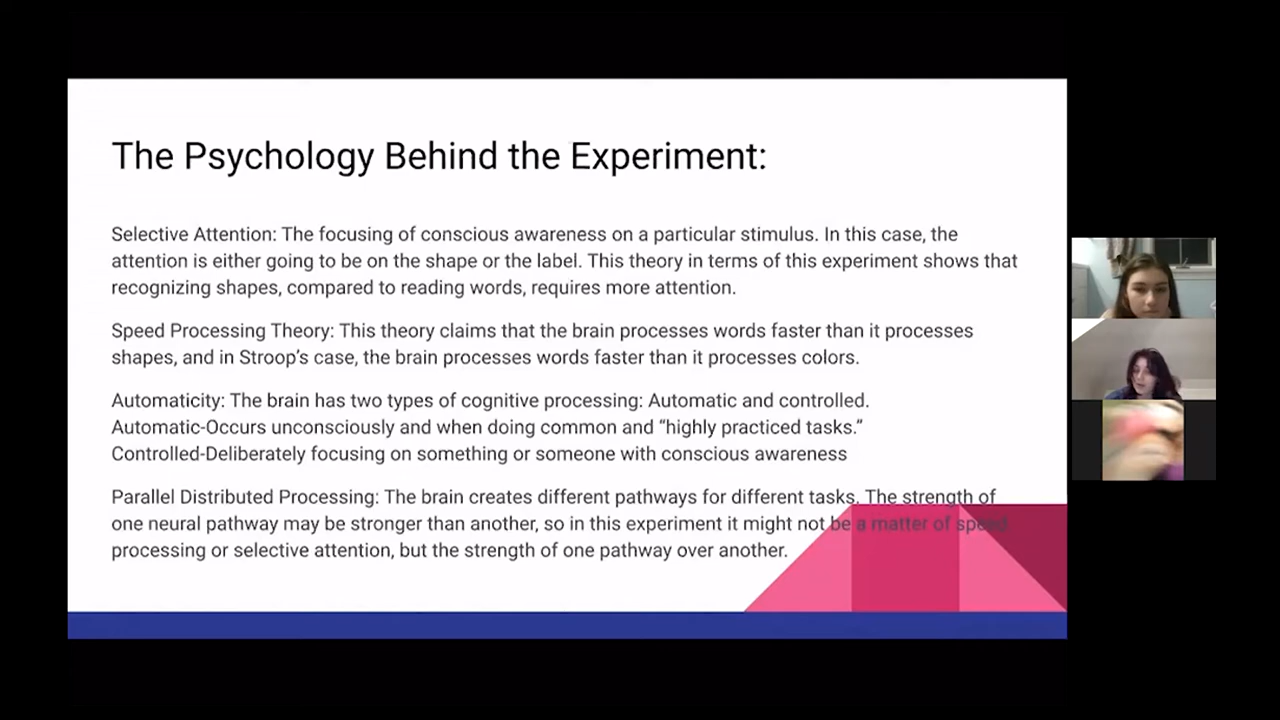 The Psychology Behind the Experiment:
Selective Attention: The focusing of conscious awareness on a particular stimulus. In this case, the
attention is either going to be on the shape or the label. This theory in terms of this experiment shows that
recognizing shapes, compared to reading words, requires more attention.
Speed Processing Theory: This theory claims that the brain processes words faster than it processes
shapes, and in Stroop’s case, the brain processes words faster than it processes colors.
Automaticity: The brain has two types of cognitive processing: Automatic and controlled.
Automatic-Occurs unconsciously and when doing common and “highly practiced tasks.”
Controlled-Deliberately focusing on something or someone with conscious awareness
Parallel Distributed Processing: The brain creates different pathways for different tasks. The strength of
one neural pathway may be stronger than another, so in this experiment it might not be a matter of speed
processing or selective attention, but the strength of one pathway over another.